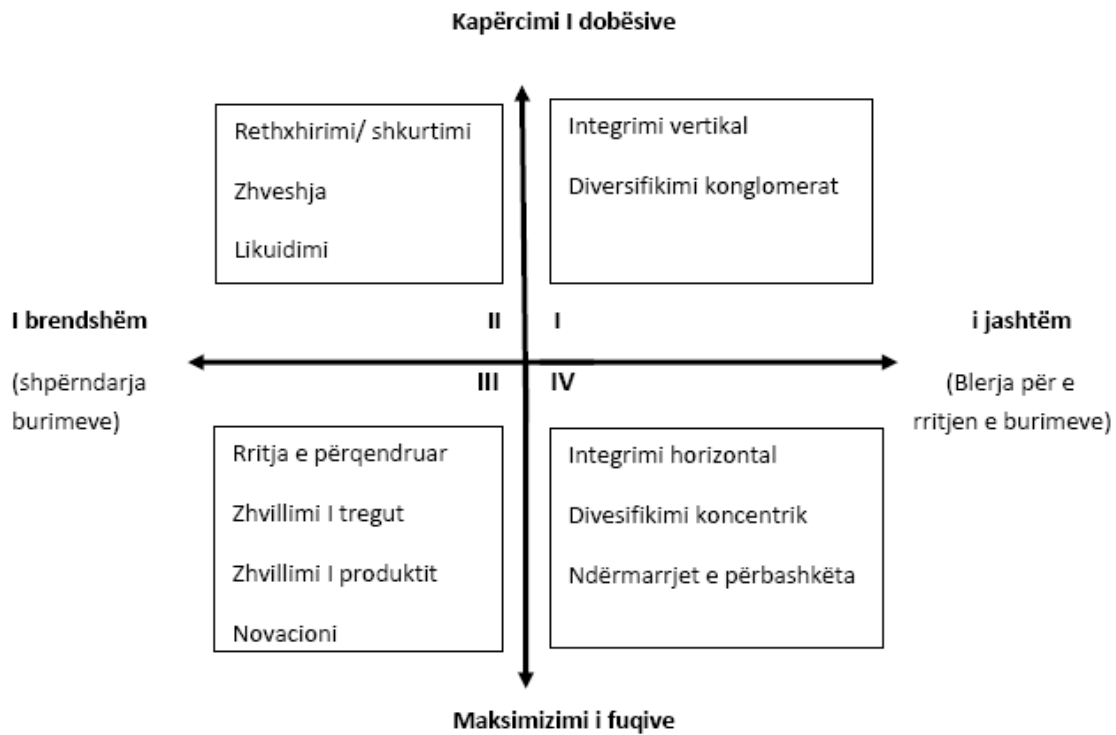 Kapërcimi I dobësive
Rethxhirimi/ shkurtimi
Zhveshja
Likuidimi
Integrimi vertikal
Diversifikimi konglomerat
I brendshëm
(shpërndarja
burimeve)
II
I
i jashtëm
(Blerja për e
rritjen e burimeve)
III
IV
Rritja e përqendruar
Zhvillimi I tregut
Zhvillimi I produktit
Novacioni
Integrimi horizontal
Divesifikimi koncentrik
Ndërmarrjet e përbashkëta
Maksimizimi i fuqive